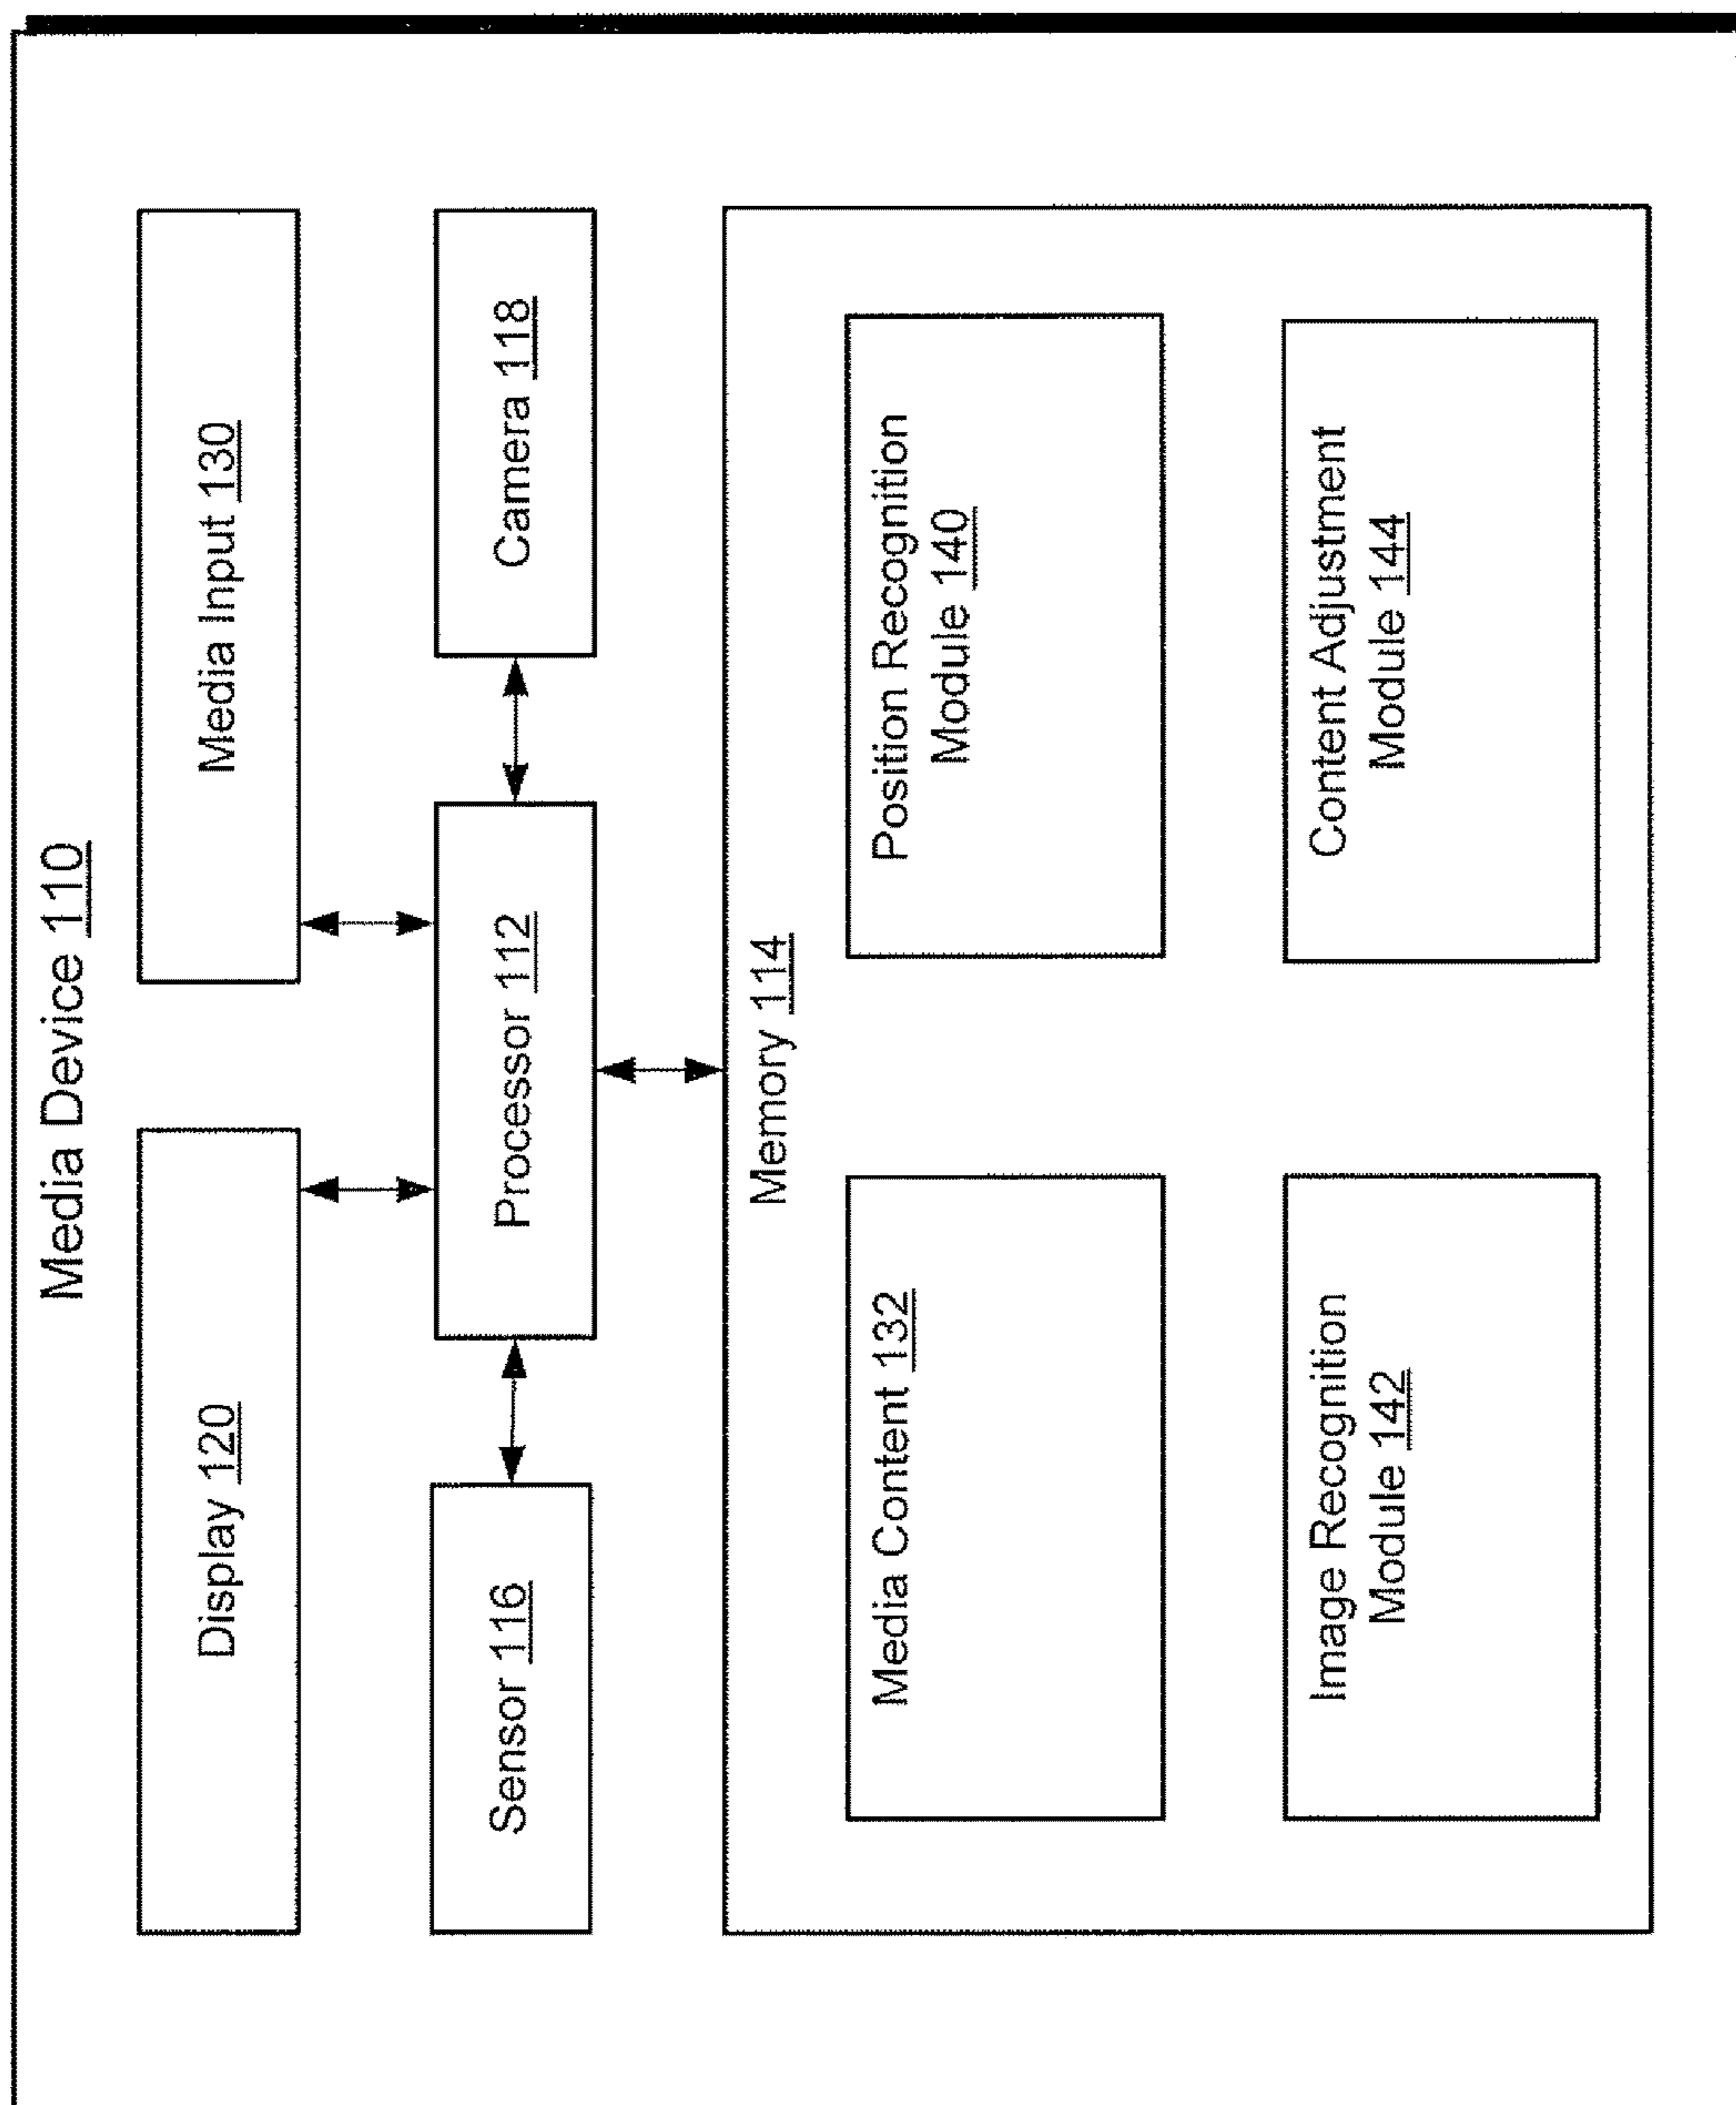 Media Device 110
Display 120
Media Input 130
Sensor 116
Processor 112
Camera 118
Memory 114
Media Content 132
Position Recognition
Module 140
Image Recognition
Module 142
Content Adjustment
Module 144